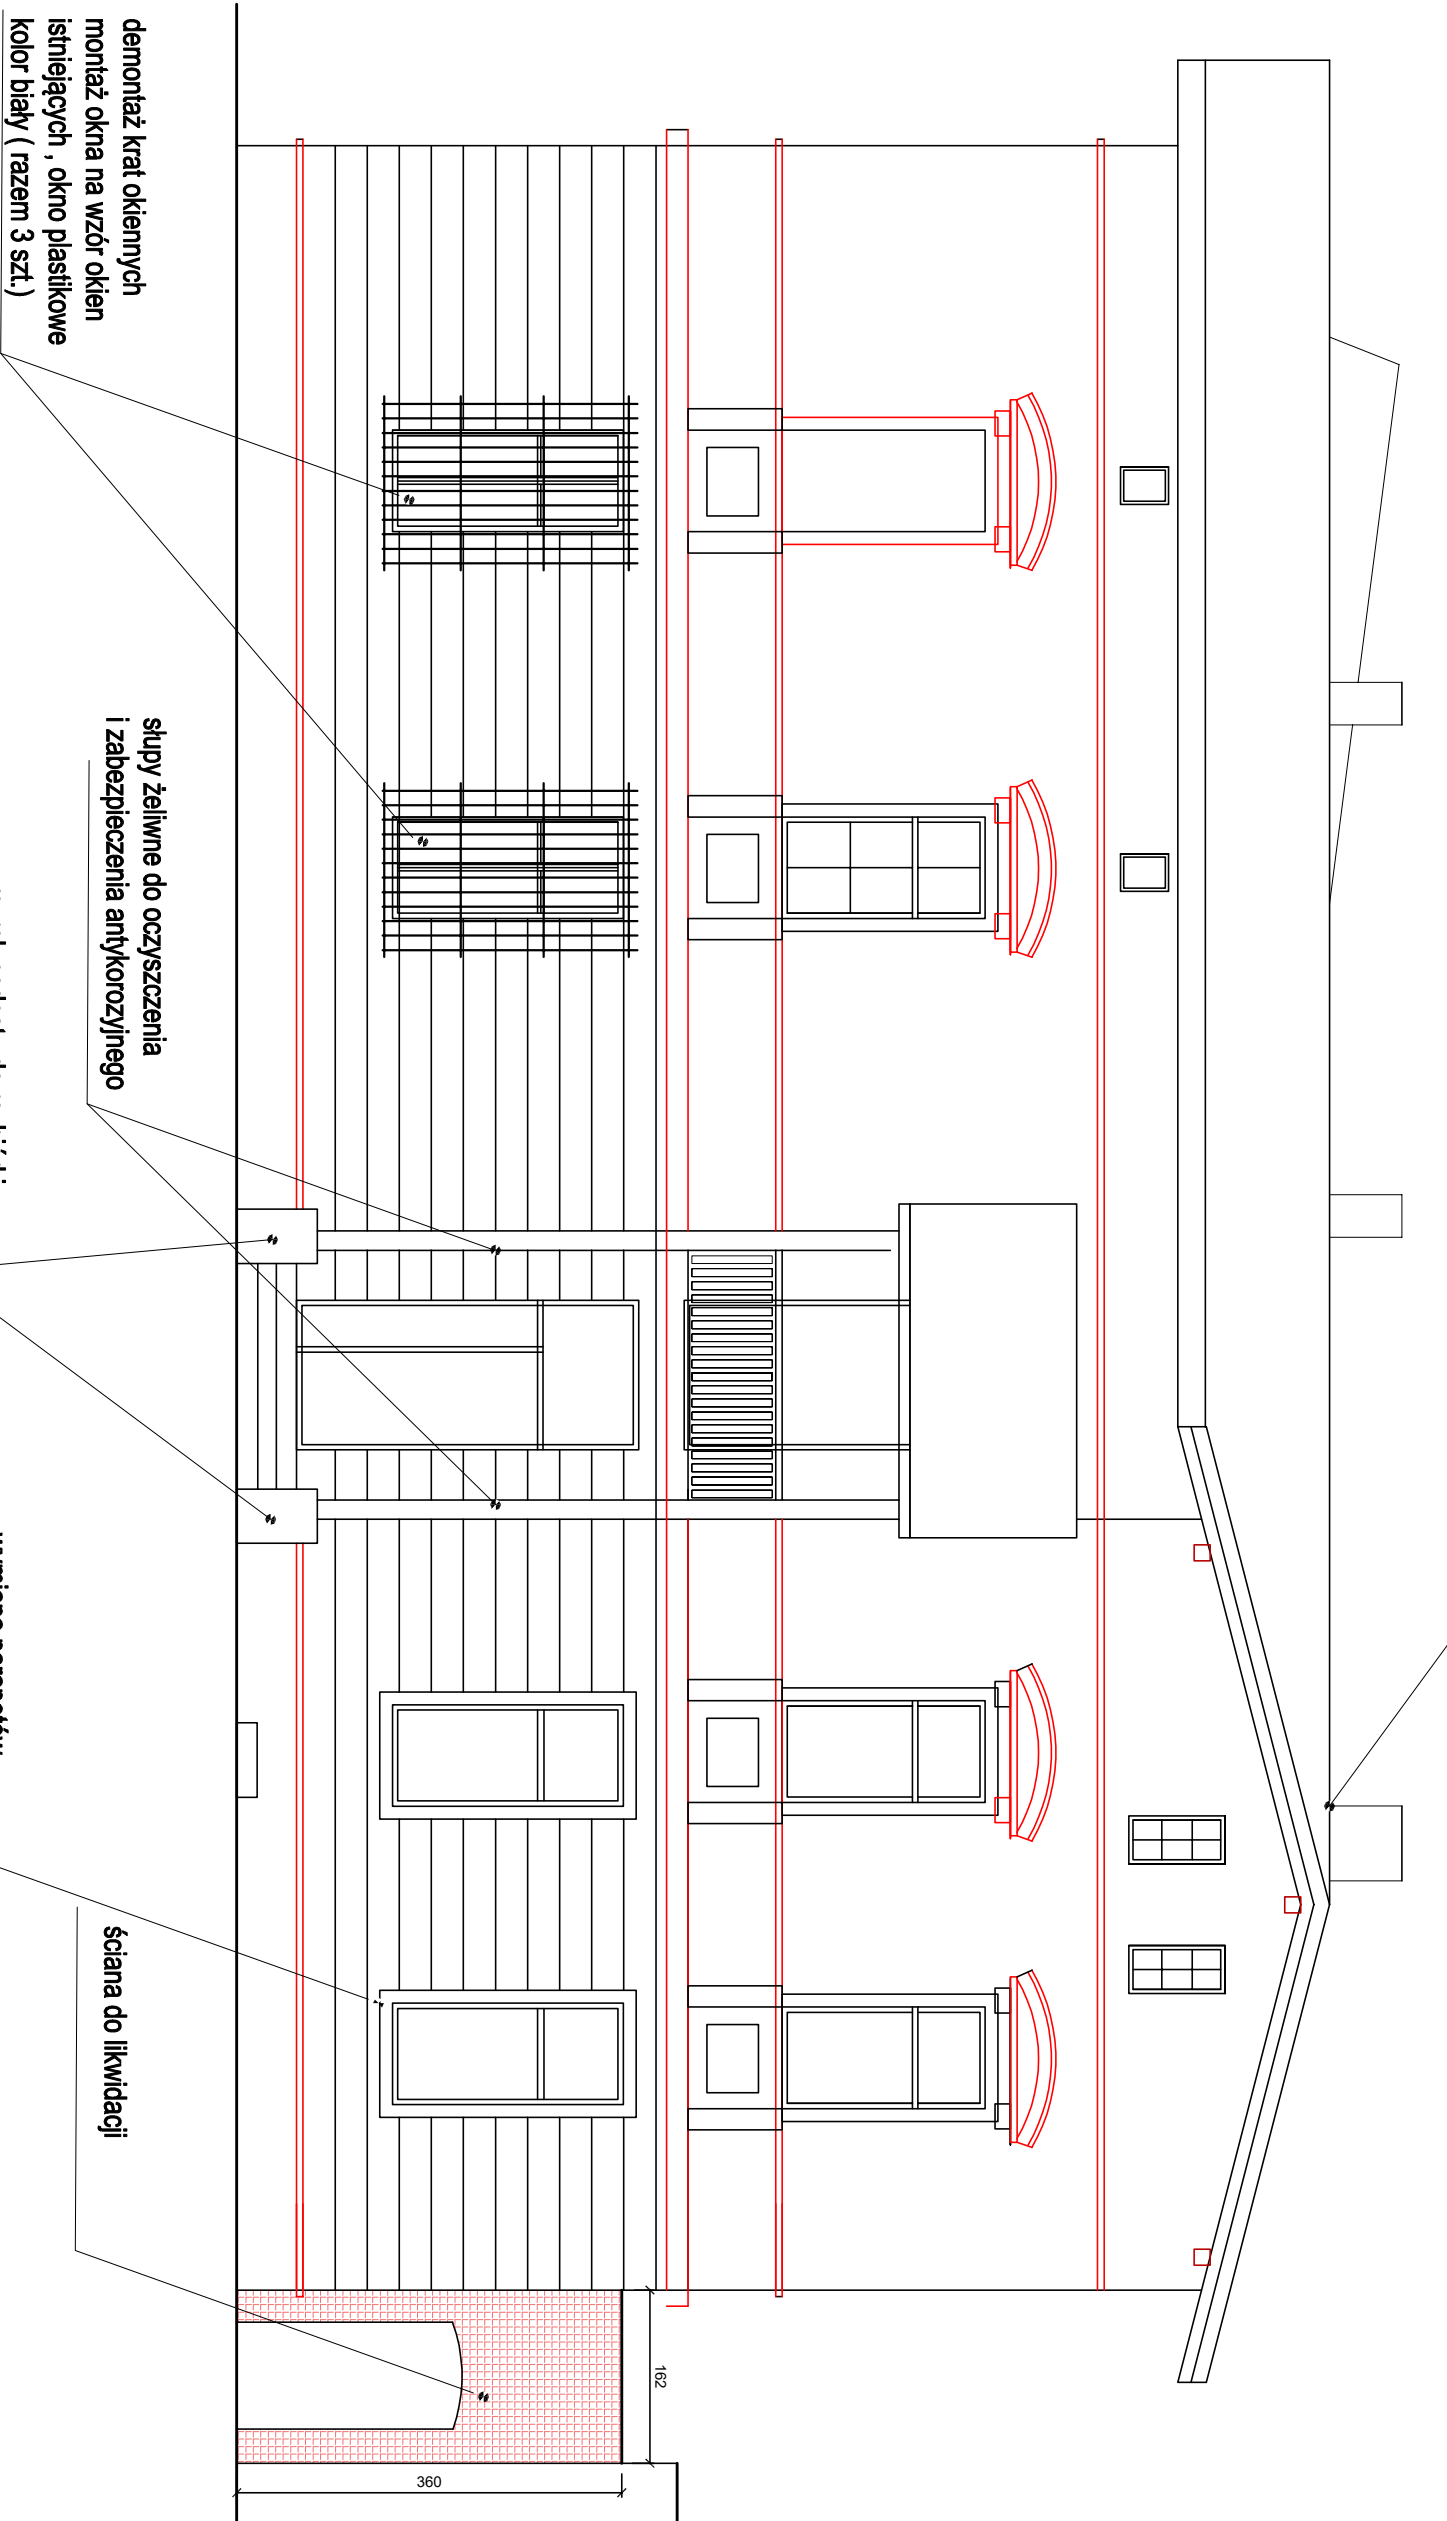 demontaż krat okiennych
montaż okna na wzór okien
istniejących , okno plastikowe
kolor biały ( razem 3 szt.)
słupy żeliwne do oczyszczenia
i zabezpieczenia antykorozyjnego
ściana do likwidacji
162
360